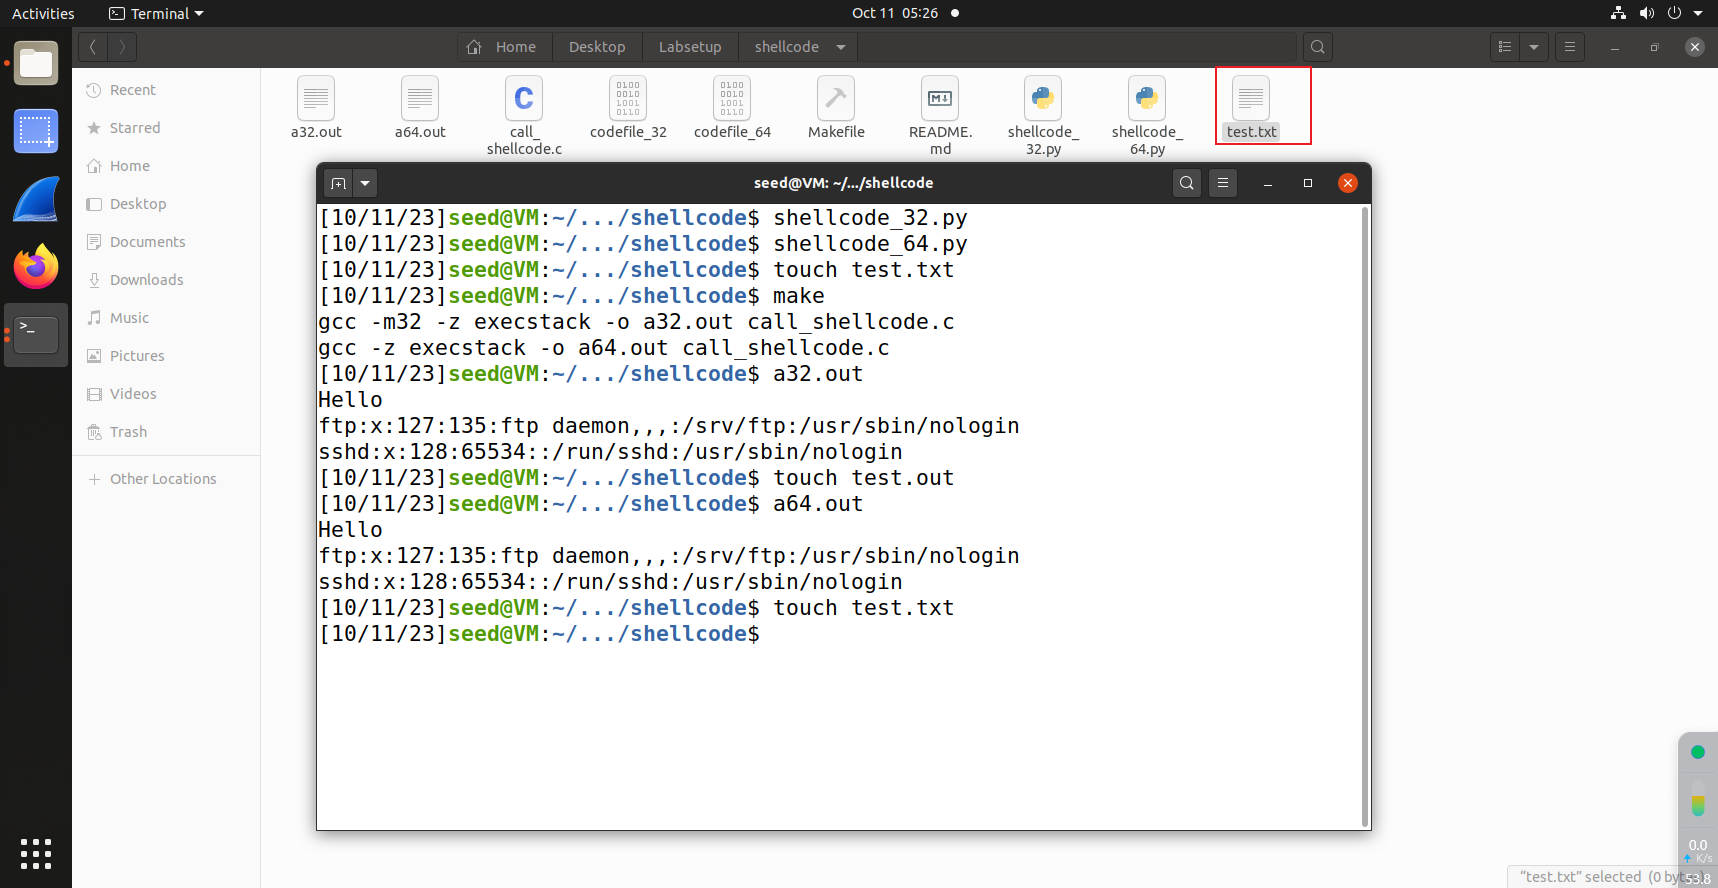 Activities
Terminal
Oct 11 05:26
Home
Desktop
Labsetup
shellcode
Recent
Starred
Home
Desktop
Documents
Downloads
Music
Pictures
Videos
Trash
Other Locations
a32.out
a64.out
call_
shellcode.c
codefile_32
codefile_64
Makefile
README.
md
shellcode_
32.py
shellcode_
64.py
test.txt
seed@VM: ~/.../shellcode
[10/11/23]seed@VM:~/.../shellcode$ shellcode_32.py
[10/11/23]seed@VM:~/.../shellcode$ shellcode_64.py
[10/11/23]seed@VM:~/.../shellcode$ touch test.txt
[10/11/23]seed@VM:~/.../shellcode$ make
gcc -m32 -z execstack -o a32.out call_shellcode.c
gcc -z execstack -o a64.out call_shellcode.c
[10/11/23]seed@VM:~/.../shellcode$ a32.out
Hello
ftp:x:127:135:ftp daemon,,,:/srv/ftp:/usr/sbin/nologin
sshd:x:128:65534::/run/sshd:/usr/sbin/nologin
[10/11/23]seed@VM:~/.../shellcode$ touch test.out
[10/11/23]seed@VM:~/.../shellcode$ a64.out
Hello
ftp:x:127:135:ftp daemon,,,:/srv/ftp:/usr/sbin/nologin
sshd:x:128:65534::/run/sshd:/usr/sbin/nologin
[10/11/23]seed@VM:~/.../shellcode$ touch test.txt
[10/11/23]seed@VM:~/.../shellcode$
0.0
K/s
53.8
"test.txt" selected (0